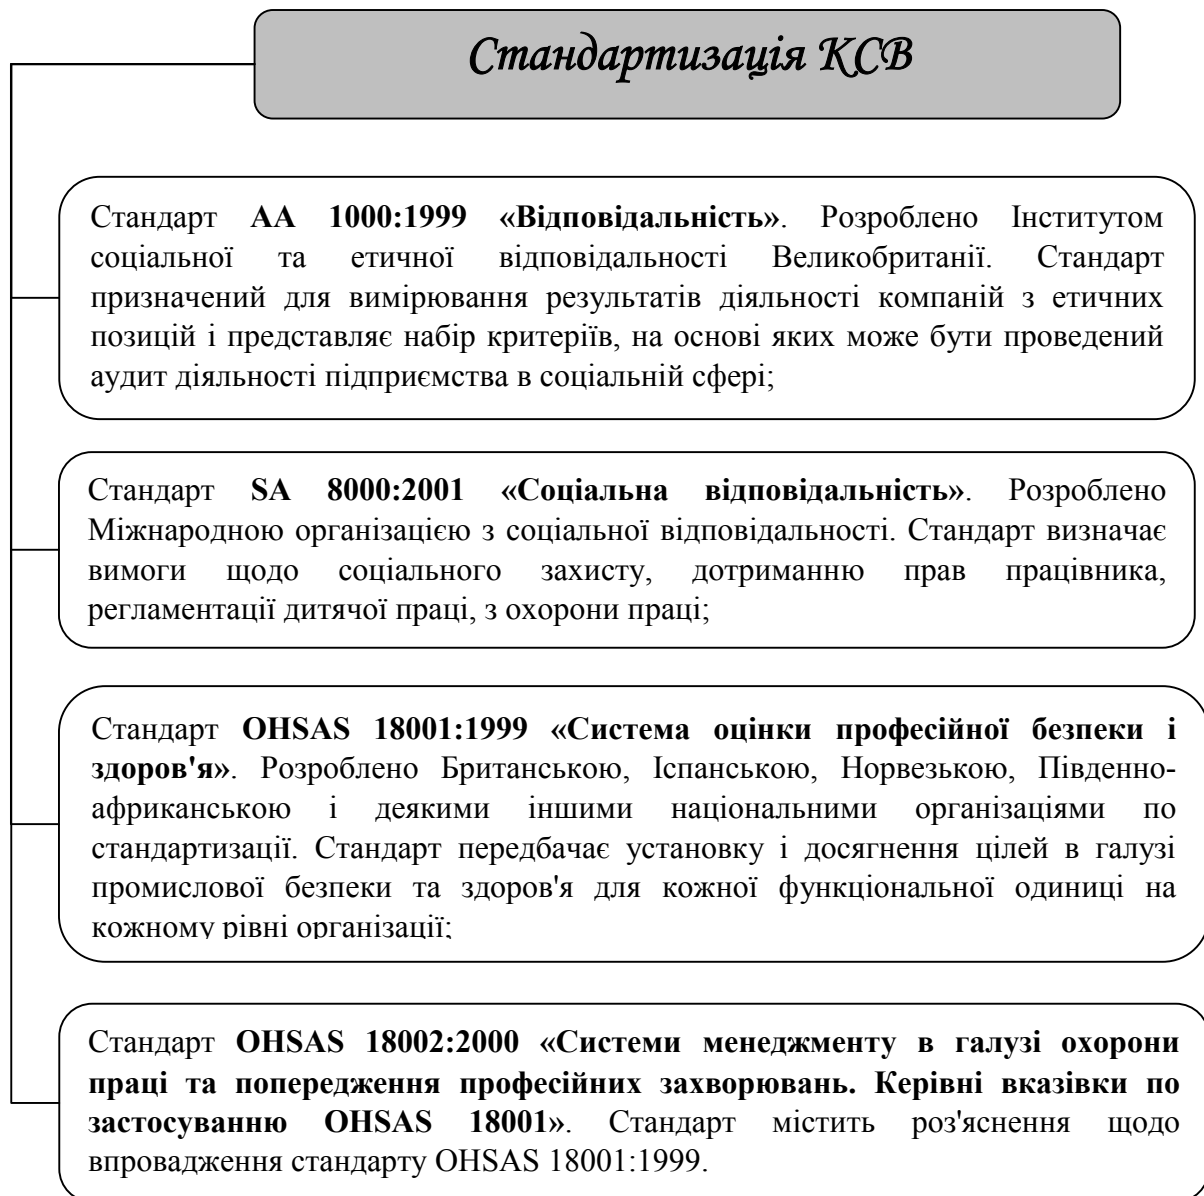 Стандартизація КСВ
Стандарт АА 1000:1999 «Відповідальність». Розроблено Інститутом
соціальної та етичної відповідальності Великобританії. Стандарт
призначений для вимірювання результатів діяльності компаній з етичних
позицій і представляє набір критеріїв, на основі яких може бути проведений
аудит діяльності підприємства в соціальній сфері;
Стандарт SA 8000:2001 «Соціальна відповідальність». Розроблено
Міжнародною організацією з соціальної відповідальності. Стандарт визначає
вимоги щодо соціального захисту, дотриманню прав працівника,
регламентації дитячої праці, з охорони праці;
Стандарт OHSAS 18001:1999 «Система оцінки професійної безпеки і
здоров'я». Розроблено Британською, Іспанською, Норвезькою, Південно-
африканською і деякими іншими національними організаціями по
стандартизації. Стандарт передбачає установку і досягнення цілей в галузі
промислової безпеки та здоров'я для кожної функціональної одиниці на
кожному рівні організації;
Стандарт OHSAS 18002:2000 «Системи менеджменту в галузі охорони
праці та попередження професійних захворювань. Керівні вказівки по
застосуванню OHSAS 18001». Стандарт містить роз'яснення щодо
впровадження стандарту OHSAS 18001:1999.